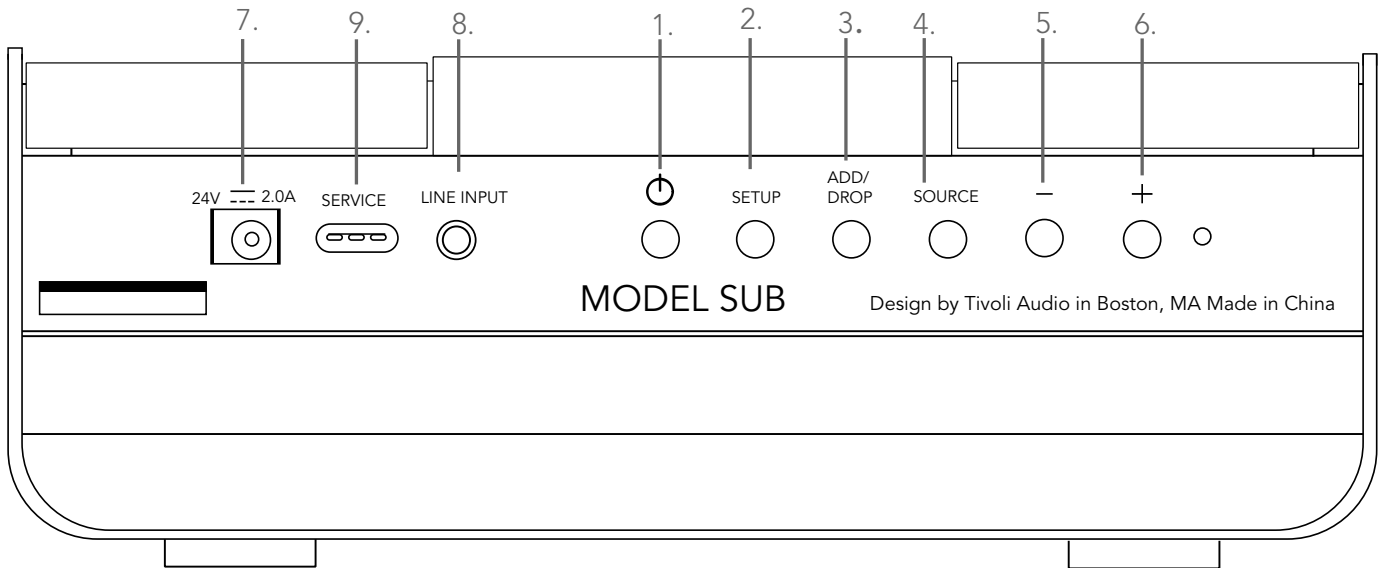 7. 9. 8. 1. 2. 3. 4. 5. 6.
24V 2.0A SERVICE LINE INPUT SETUP ADD/
DROP SOURCE − +
MODEL SUB
Design by Tivoli Audio in Boston, MA Made in China